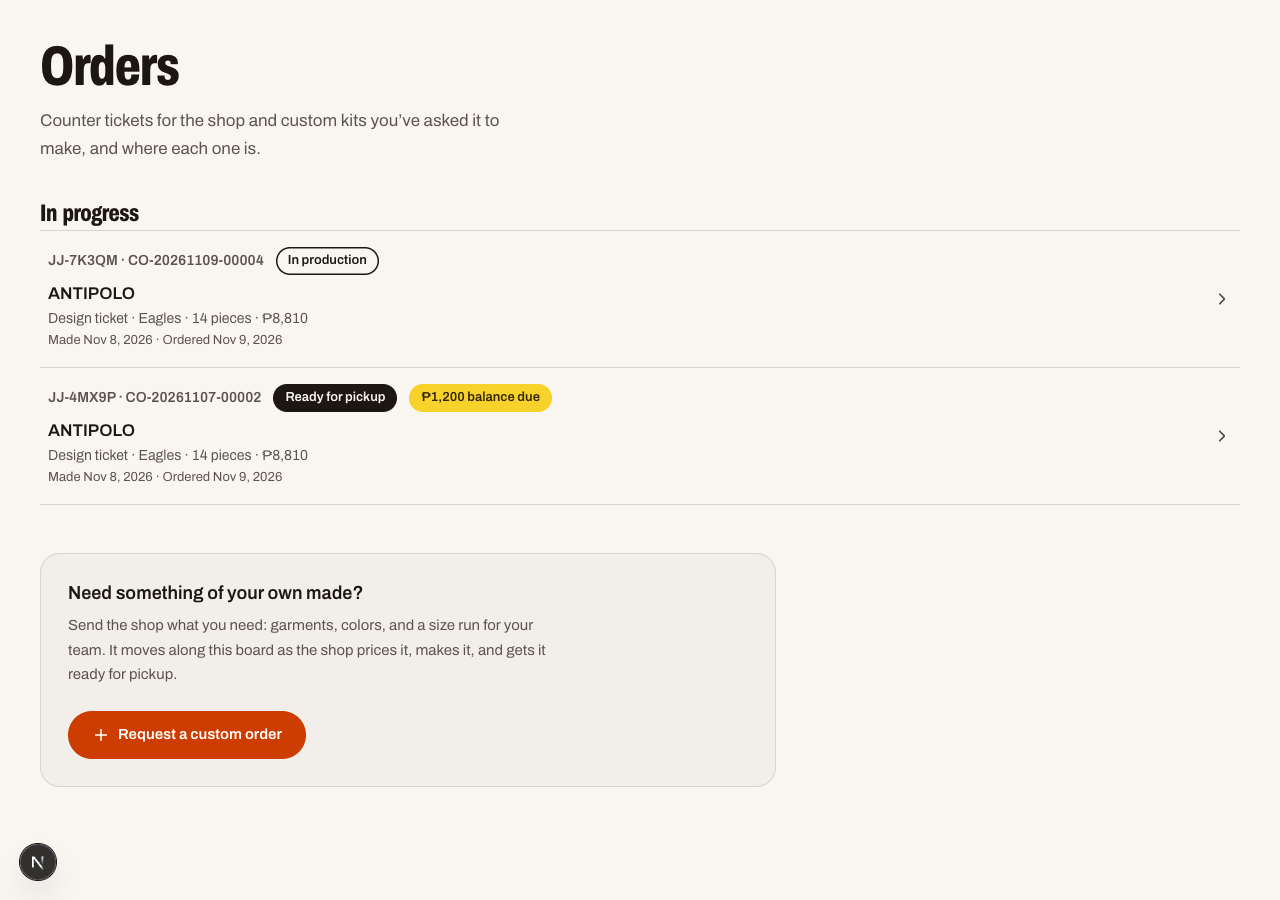 Orders
Counter tickets for the shop and custom kits you’ve asked it to
make, and where each one is.
In progress
JJ-7K3QM · CO-20261109-00004 In production
ANTIPOLO
Design ticket · Eagles · 14 pieces · ₱8,810
Made Nov 8, 2026 · Ordered Nov 9, 2026
JJ-4MX9P · CO-20261107-00002 Ready for pickup ₱1,200 balance due
ANTIPOLO
Design ticket · Eagles · 14 pieces · ₱8,810
Made Nov 8, 2026 · Ordered Nov 9, 2026
Need something of your own made?
Send the shop what you need: garments, colors, and a size run for your
team. It moves along this board as the shop prices it, makes it, and gets it
ready for pickup.
+ Request a custom order
N